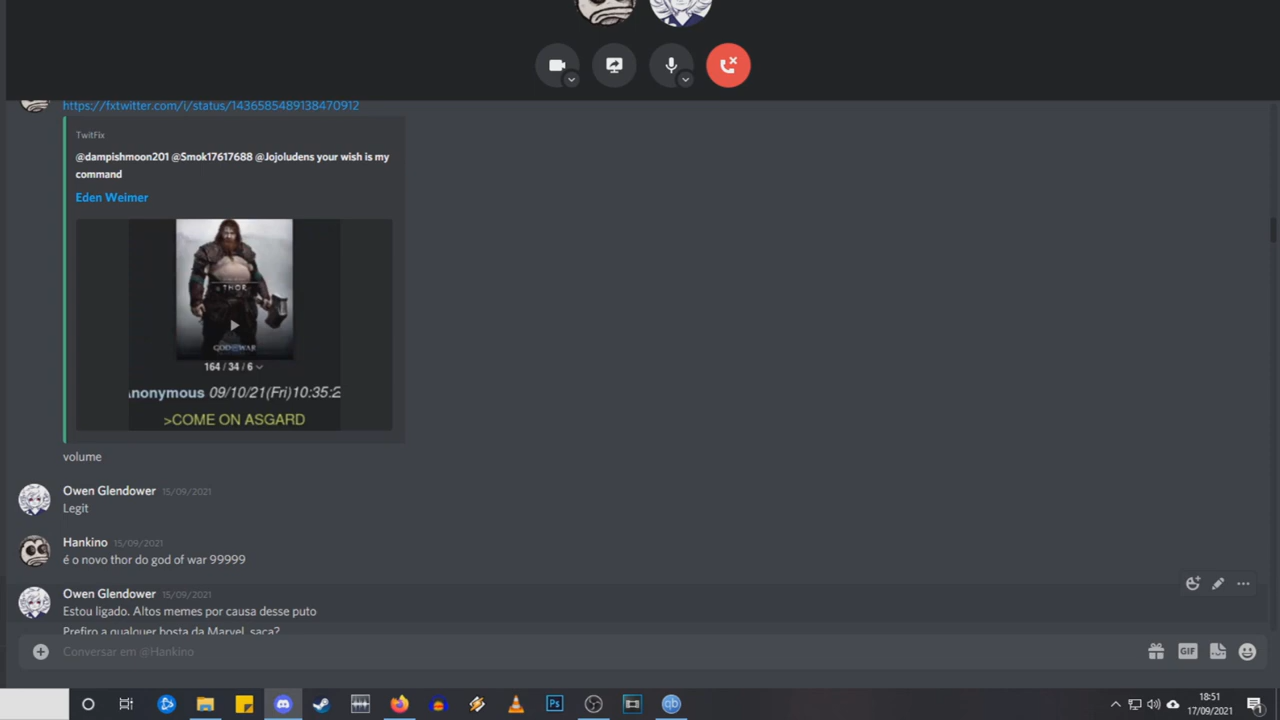 https://fxtwitter.com/i/status/1436585489138470912
TwitFix
@dampishmoon201 @Smok17617688 @Jojoludens your wish is my
command
Eden Weimer
THOR
GOD OF WAR
164 / 34 / 6
Anonymous 09/10/21(Fri)10:35:2
>COME ON ASGARD
volume
Owen Glendower 15/09/2021
Legit
Hankino 15/09/2021
é o novo thor do god of war 99999
Owen Glendower 15/09/2021
Estou ligado. Altos memes por causa desse puto
Prefiro a qualquer bosta da Marvel, saca?
Conversar em @Hankino
GIF
Ps
qb
18:51
17/09/2021
1